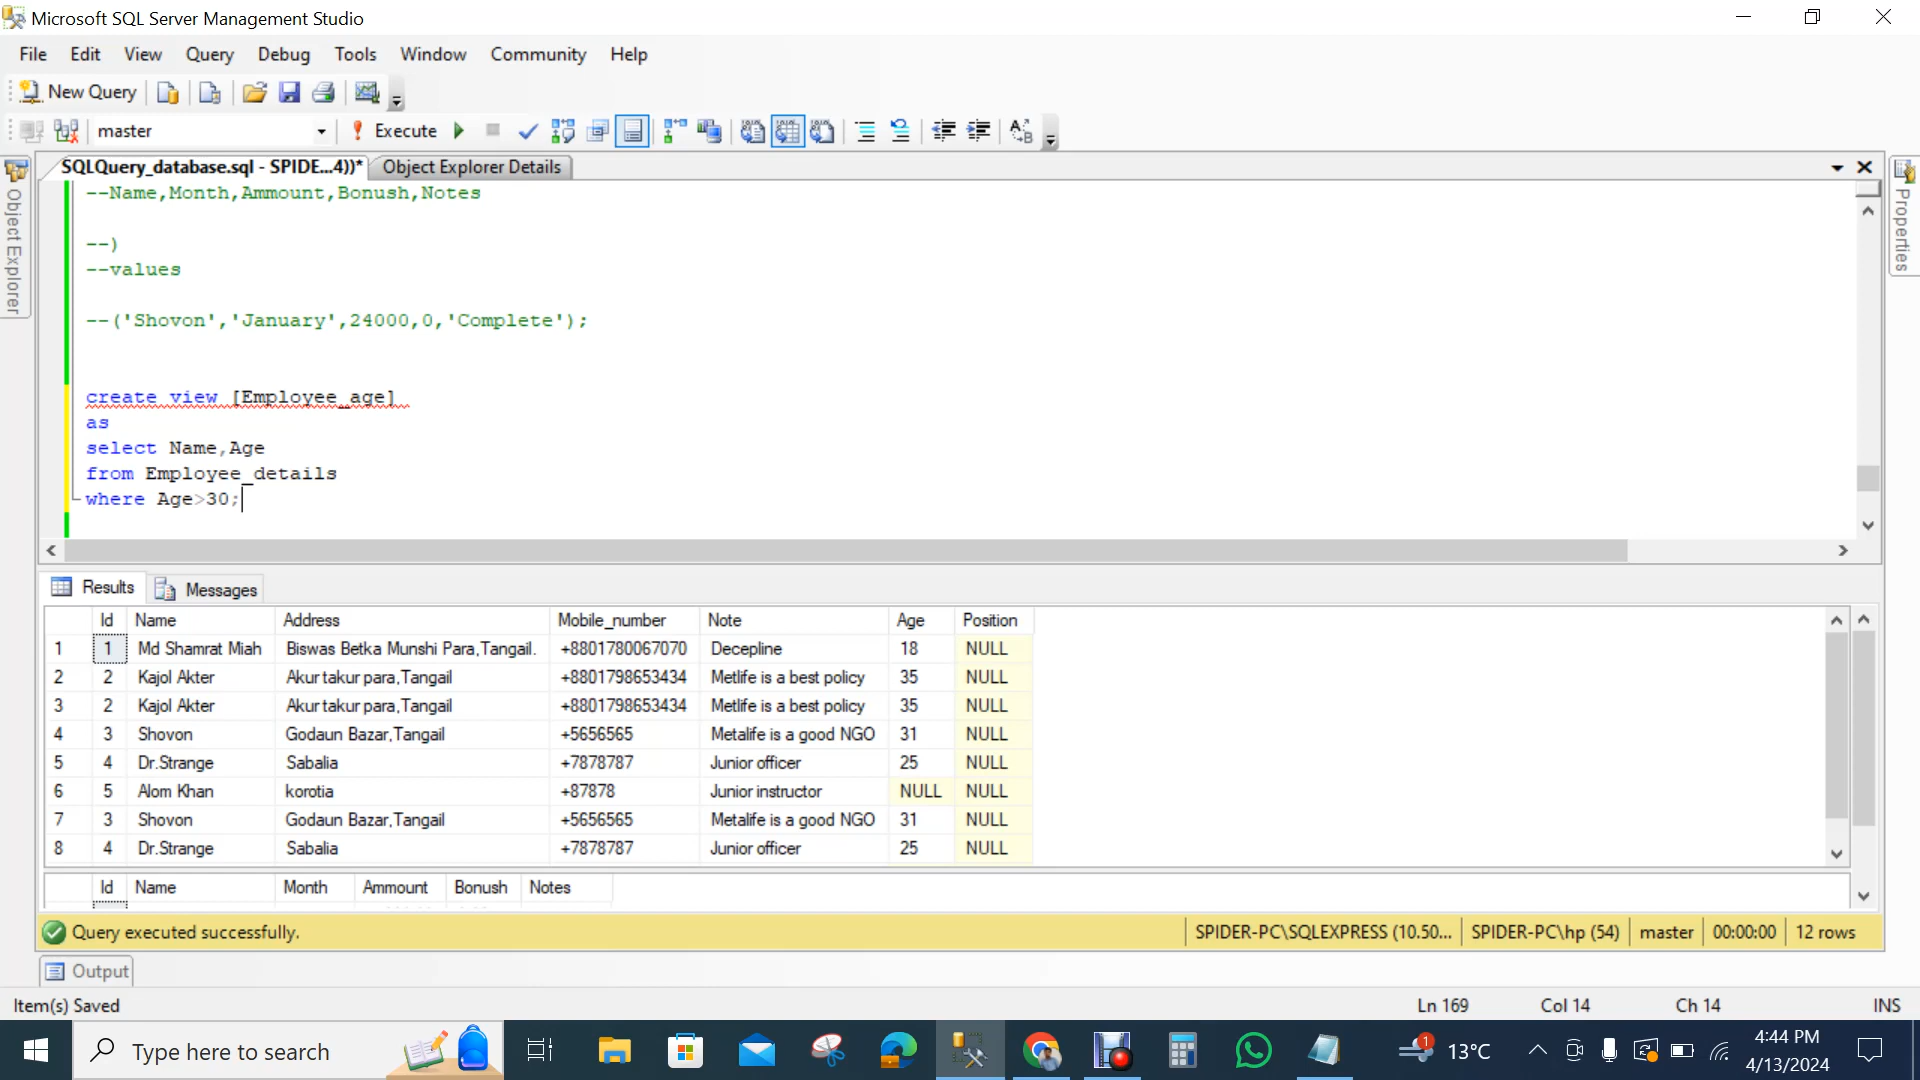 Microsoft SQL Server Management Studio
File Edit View Query Debug Tools Window Community Help
New Query
master Execute
SQLQuery_database.sql - SPIDE...4))* Object Explorer Details
Object Explorer
Properties
--Name,Month,Ammount,Bonush,Notes
--)
--values
--('Shovon','January',24000,0,'Complete');
create view [Employee_age]
as
select Name,Age
from Employee_details
where Age>30;
Results Messages
Id Name Address Mobile_number Note Age Position
1 1 Md Shamrat Miah Biswas Betka Munshi Para,Tangail. +8801780067070 Decepline 18 NULL
2 2 Kajol Akter Akur takur para,Tangail +8801798653434 Metlife is a best policy 35 NULL
3 2 Kajol Akter Akur takur para,Tangail +8801798653434 Metlife is a best policy 35 NULL
4 3 Shovon Godaun Bazar,Tangail +5656565 Metalife is a good NGO 31 NULL
5 4 Dr.Strange Sabalia +7878787 Junior officer 25 NULL
6 5 Alom Khan korotia +87878 Junior instructor NULL NULL
7 3 Shovon Godaun Bazar,Tangail +5656565 Metalife is a good NGO 31 NULL
8 4 Dr.Strange Sabalia +7878787 Junior officer 25 NULL
Id Name Month Ammount Bonush Notes
Query executed successfully. SPIDER-PC\SQLEXPRESS (10.50... SPIDER-PC\hp (54) master 00:00:00 12 rows
Output
Item(s) Saved Ln 169 Col 14 Ch 14 INS
Type here to search 1 13°C 4:44 PM
4/13/2024